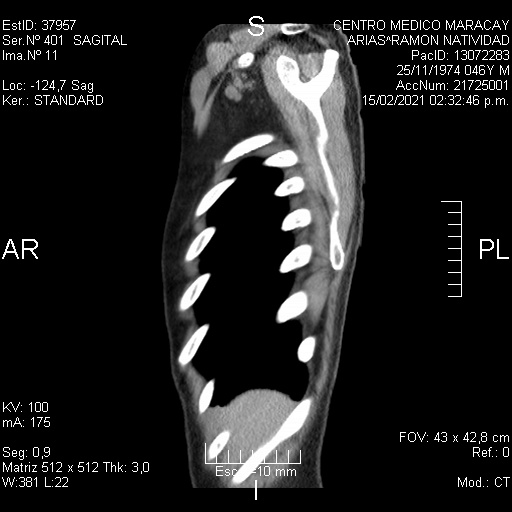 EstID: 37957
Ser.Nº 401 SAGITAL
Ima.Nº 11
Loc: -124,7 Sag
Ker.: STANDARD
S
CENTRO MEDICO MARACAY
ARIAS^RAMON NATIVIDAD
PacID: 13072283
25/11/1974 046Y M
AccNum: 21725001
15/02/2021 02:32:46 p.m.
AR
PL
KV: 100
mA: 175
Seg: 0,9
Matriz 512 x 512 Thk: 3,0
W:381 L:22
10 mm
I
FOV: 43 x 42,8 cm
Ref.: 0
Mod.: CT